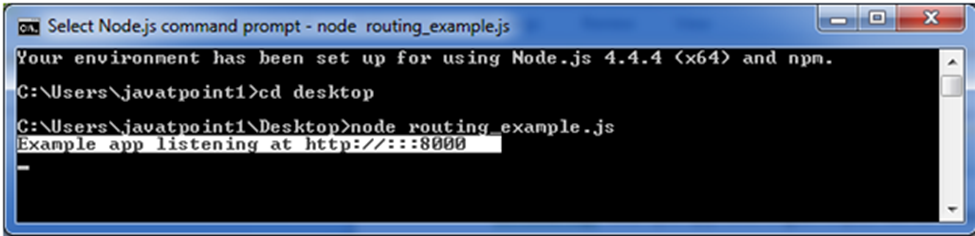 Select Node.js command prompt - node  routing_example.js
Your environment has been set up for using Node.js 4.4.4 (x64) and npm.
C:\Users\javatpoint1>cd desktop
C:\Users\javatpoint1\Desktop>node routing_example.js
Example app listening at http://:::8000